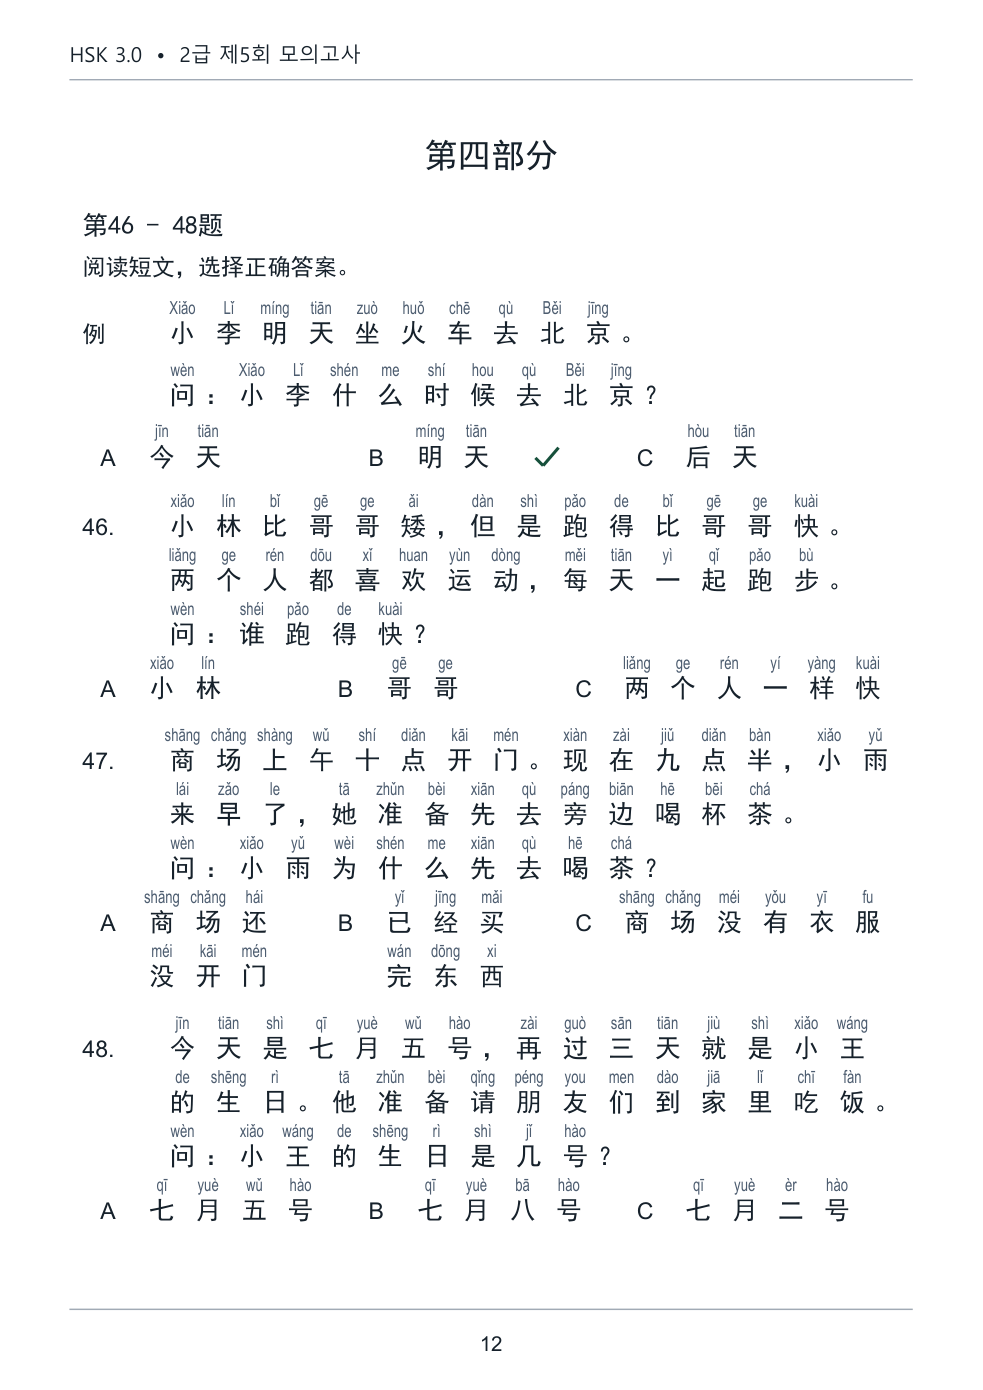 HSK 3.0 • 2급 제5회 모의고사
第四部分
第46 – 48题
阅读短文，选择正确答案。
Xiǎo Lǐ míng tiān zuò huǒ chē qù Běi jīng
例 小李明天坐火车去北京。
wèn Xiǎo Lǐ shén me shí hou qù Běi jīng
问：小李什么时候去北京？
jīn tiān míng tiān hòu tiān
A 今天 B 明天 ✓ C 后天
xiǎo lín bǐ gē ge ǎi dàn shì pǎo de bǐ gē ge kuài
46. 小林比哥哥矮，但是跑得比哥哥快。
liǎng ge rén dōu xǐ huan yùn dòng měi tiān yì qǐ pǎo bù
两个人都喜欢运动，每天一起跑步。
wèn shéi pǎo de kuài
问：谁跑得快？
xiǎo lín gē ge liǎng ge rén yí yàng kuài
A 小林 B 哥哥 C 两个人一样快
shāng chǎng shàng wǔ shí diǎn kāi mén xiàn zài jiǔ diǎn bàn xiǎo yǔ
47. 商场上午十点开门。现在九点半，小雨
lái zǎo le tā zhǔn bèi xiān qù páng biān hē bēi chá
来早了，她准备先去旁边喝杯茶。
wèn xiǎo yǔ wèi shén me xiān qù hē chá
问：小雨为什么先去喝茶？
shāng chǎng hái yǐ jīng mǎi shāng chǎng méi yǒu yī fu
A 商场还 B 已经买 C 商场没有衣服
méi kāi mén wán dōng xi
没开门 完东西
jīn tiān shì qī yuè wǔ hào zài guò sān tiān jiù shì xiǎo wáng
48. 今天是七月五号，再过三天就是小王
de shēng rì tā zhǔn bèi qǐng péng you men dào jiā lǐ chī fàn
的生日。他准备请朋友们到家里吃饭。
wèn xiǎo wáng de shēng rì shì jǐ hào
问：小王的生日是几号？
qī yuè wǔ hào qī yuè bā hào qī yuè èr hào
A 七月五号 B 七月八号 C 七月二号
12